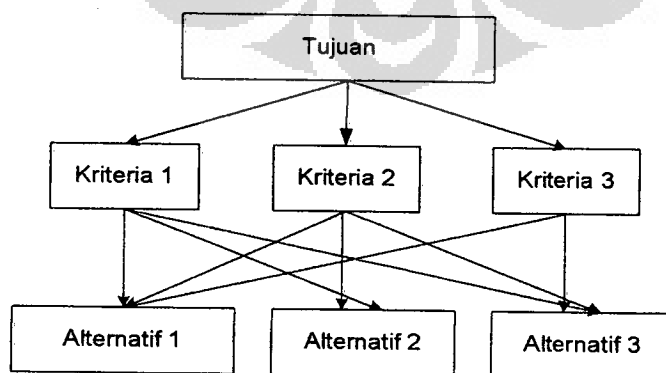 Tujuan
Kriteria 1
Kriteria 2
Kriteria 3
Alternatif 1
Alternatif 2
Alternatif 3